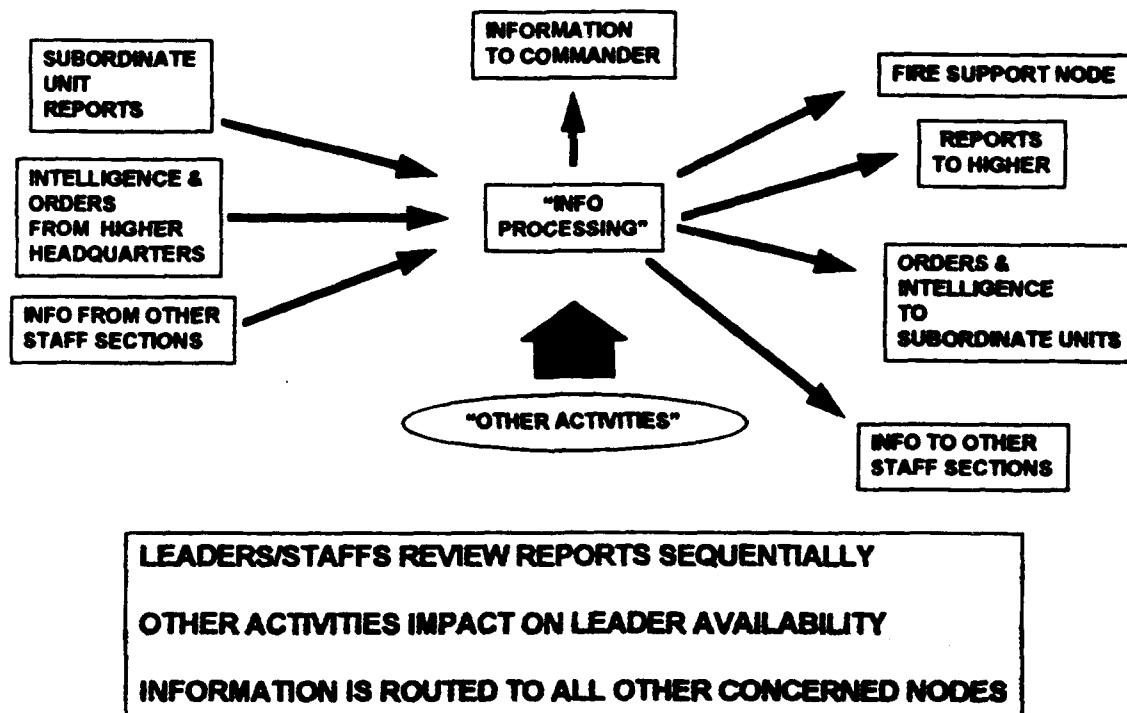 SUBORDINATE
UNIT
REPORTS
INTELLIGENCE &
ORDERS
FROM HIGHER
HEADQUARTERS
INFO FROM OTHER
STAFF SECTIONS
INFORMATION
TO COMMANDER
"INFO
PROCESSING"
"OTHER ACTIVITIES"
FIRE SUPPORT NODE
REPORTS
TO HIGHER
ORDERS &
INTELLIGENCE
TO
SUBORDINATE UNITS
INFO TO OTHER
STAFF SECTIONS
LEADERS/STAFFS REVIEW REPORTS SEQUENTIALLY
OTHER ACTIVITIES IMPACT ON LEADER AVAILABILITY
INFORMATION IS ROUTED TO ALL OTHER CONCERNED NODES